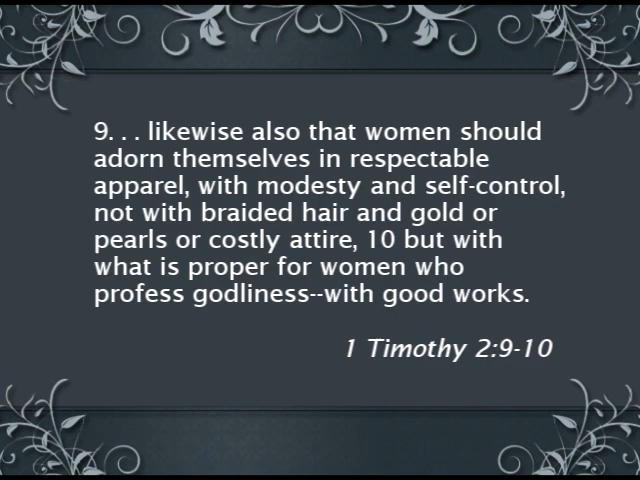 9. . . likewise also that women should
adorn themselves in respectable
apparel, with modesty and self-control,
not with braided hair and gold or
pearls or costly attire, 10 but with
what is proper for women who
profess godliness--with good works.
1 Timothy 2:9-10